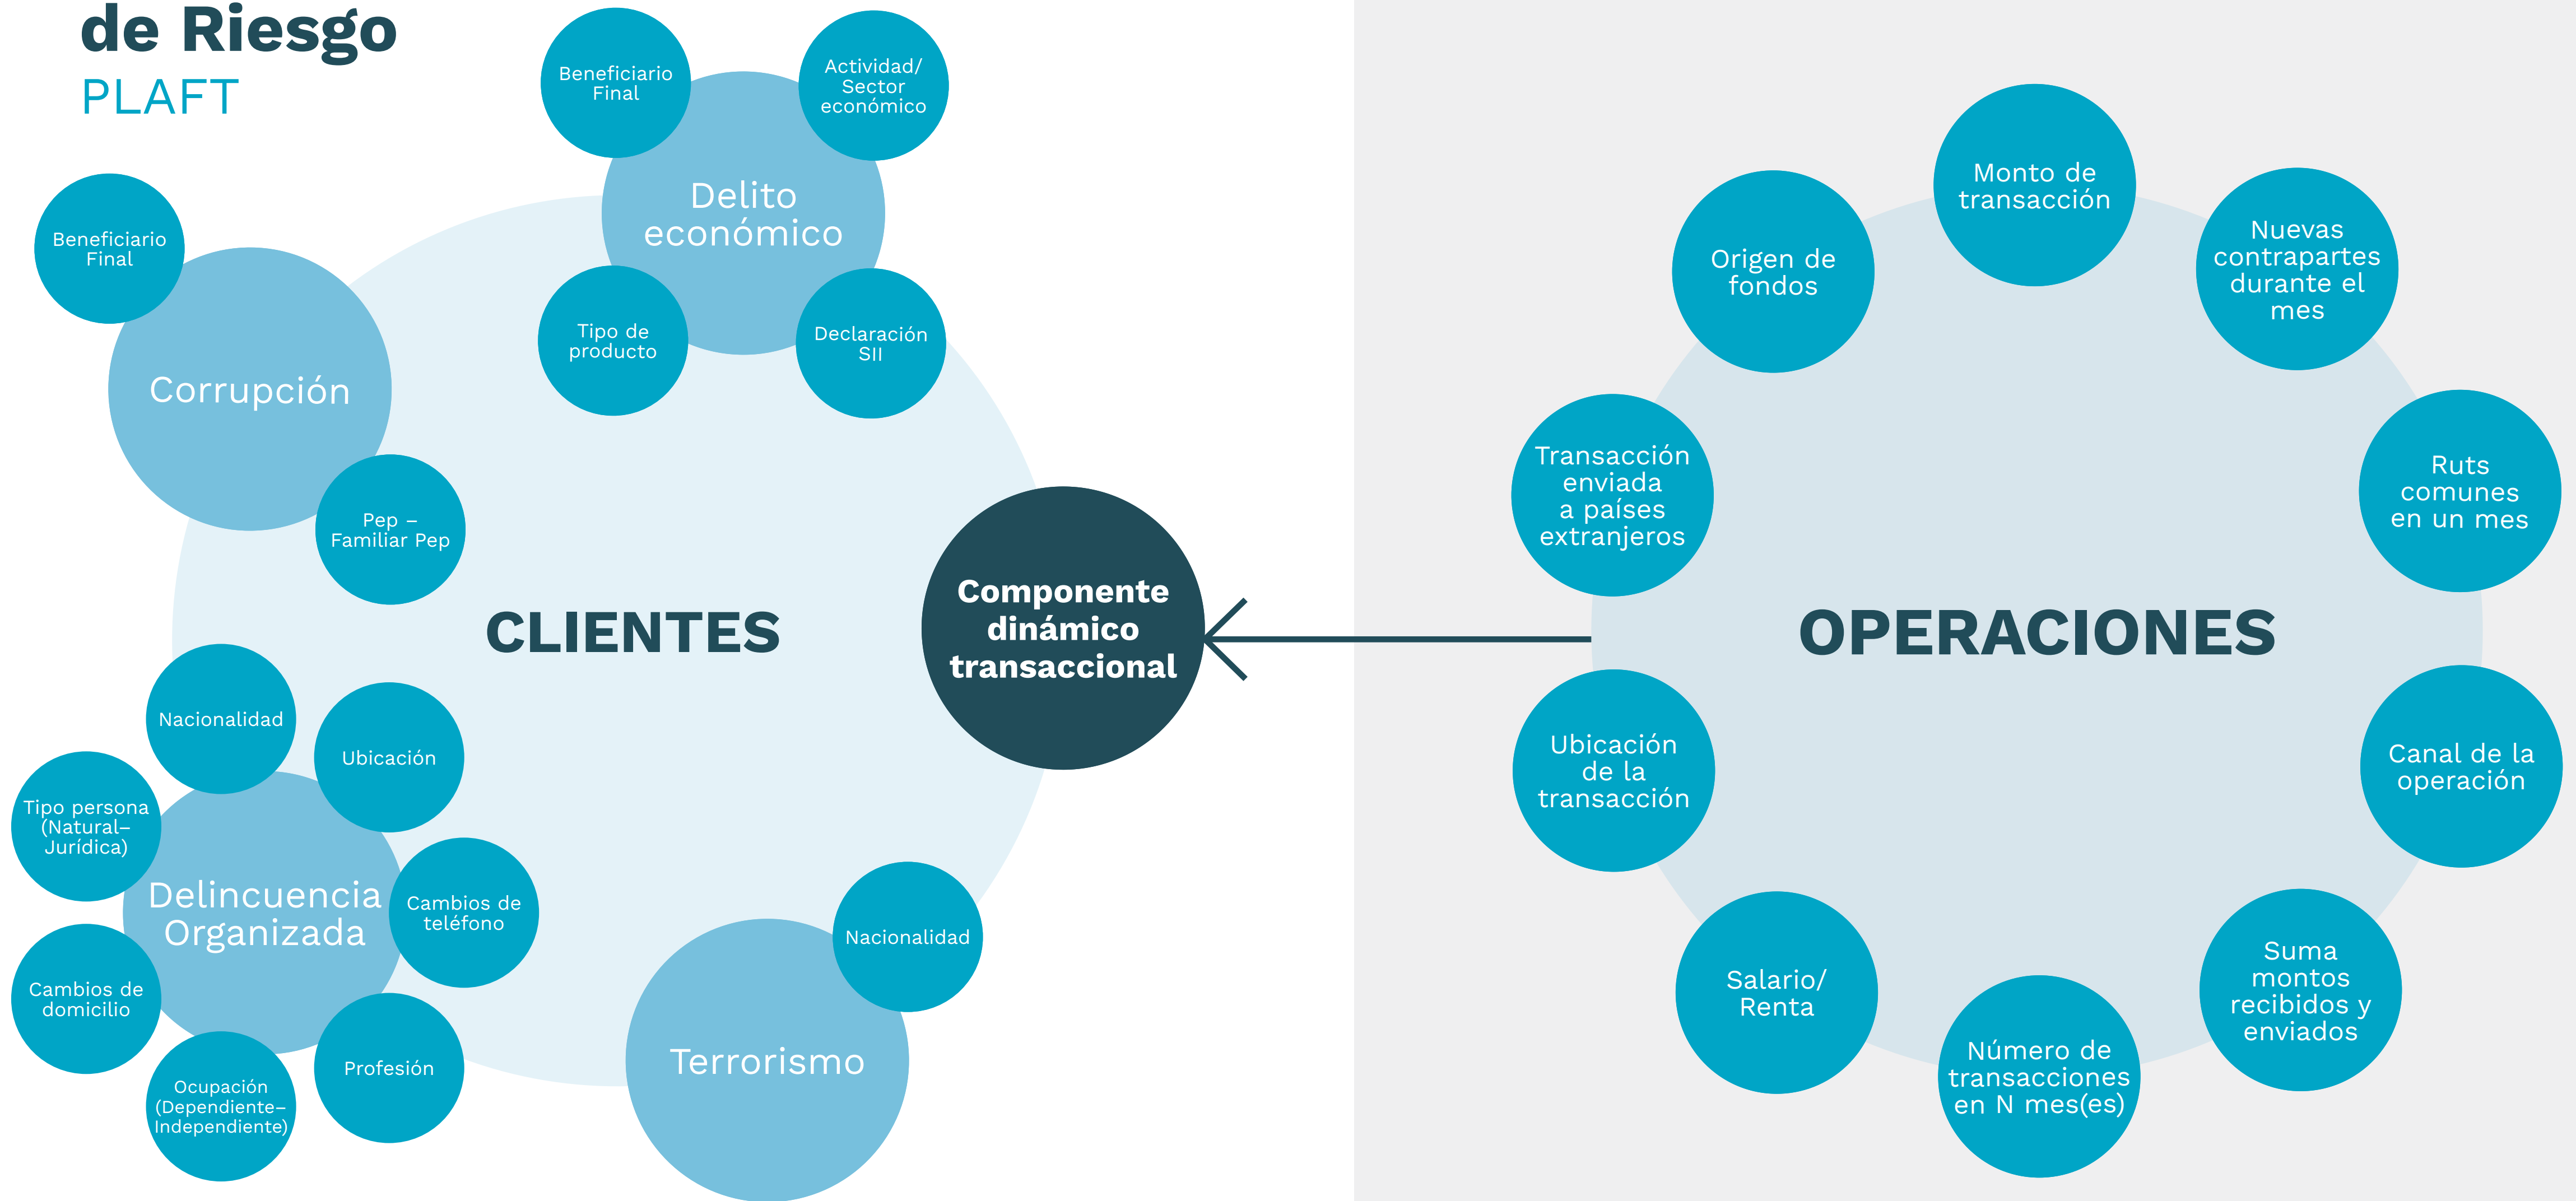 de Riesgo
PLAFT
Beneficiario
Final
Actividad/
Sector
económico
Delito
económico
Tipo de
producto
Declaración
SII
Beneficiario
Final
Corrupción
Pep –
Familiar Pep
CLIENTES
Componente
dinámico
transaccional
Nacionalidad
Ubicación
Tipo persona
(Natural–
Jurídica)
Delincuencia
Organizada
Cambios de
teléfono
Cambios de
domicilio
Ocupación
(Dependiente–
Independiente)
Profesión
Nacionalidad
Terrorismo
Monto de
transacción
Origen de
fondos
Nuevas
contrapartes
durante el
mes
Transacción
enviada
a países
extranjeros
Ruts
comunes
en un mes
OPERACIONES
Ubicación
de la
transacción
Canal de la
operación
Salario/
Renta
Suma
montos
recibidos y
enviados
Número de
transacciones
en N mes(es)